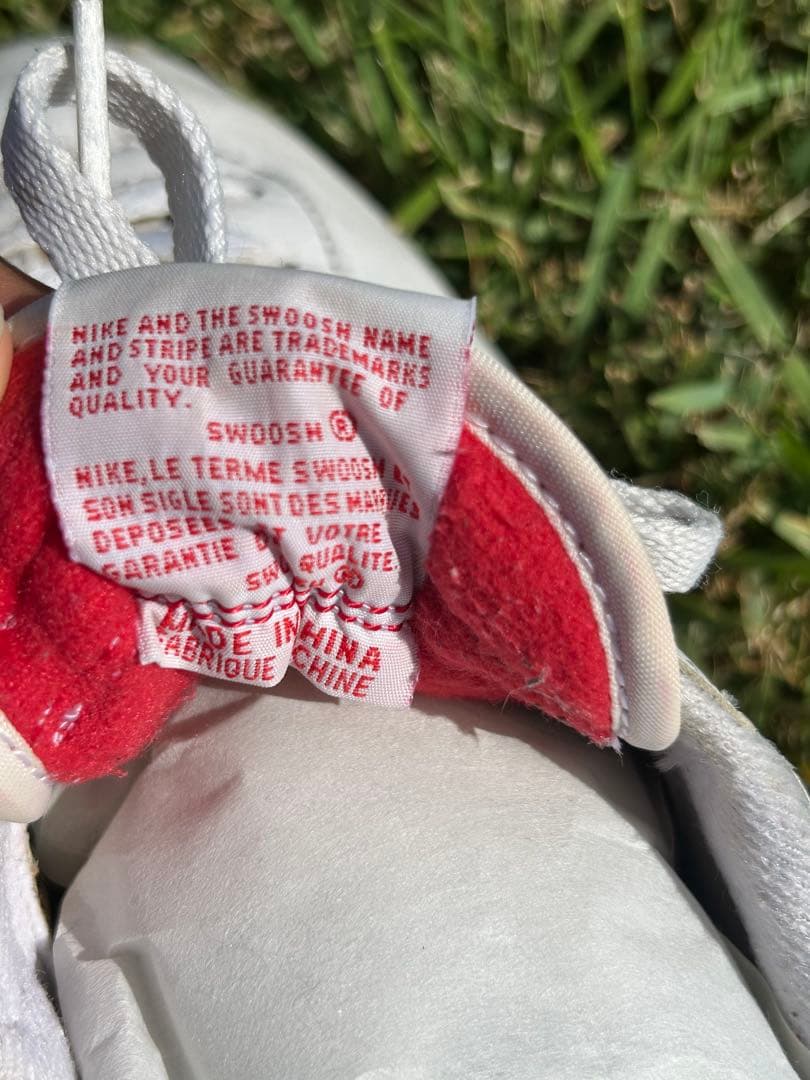 NIKE AND THE SWOOSH NAME
AND STRIPE ARE TRADEMARKS
AND YOUR GUARANTEE OF
QUALITY.
SWOOSH ®
NIKE, LE TERME SWOOSH
SON SIGLE SONT DES
DEPOSEES ET VOTRE
GARANTIE QUALITE.
®
MADE IN CHINA
FABRIQUE CHINE